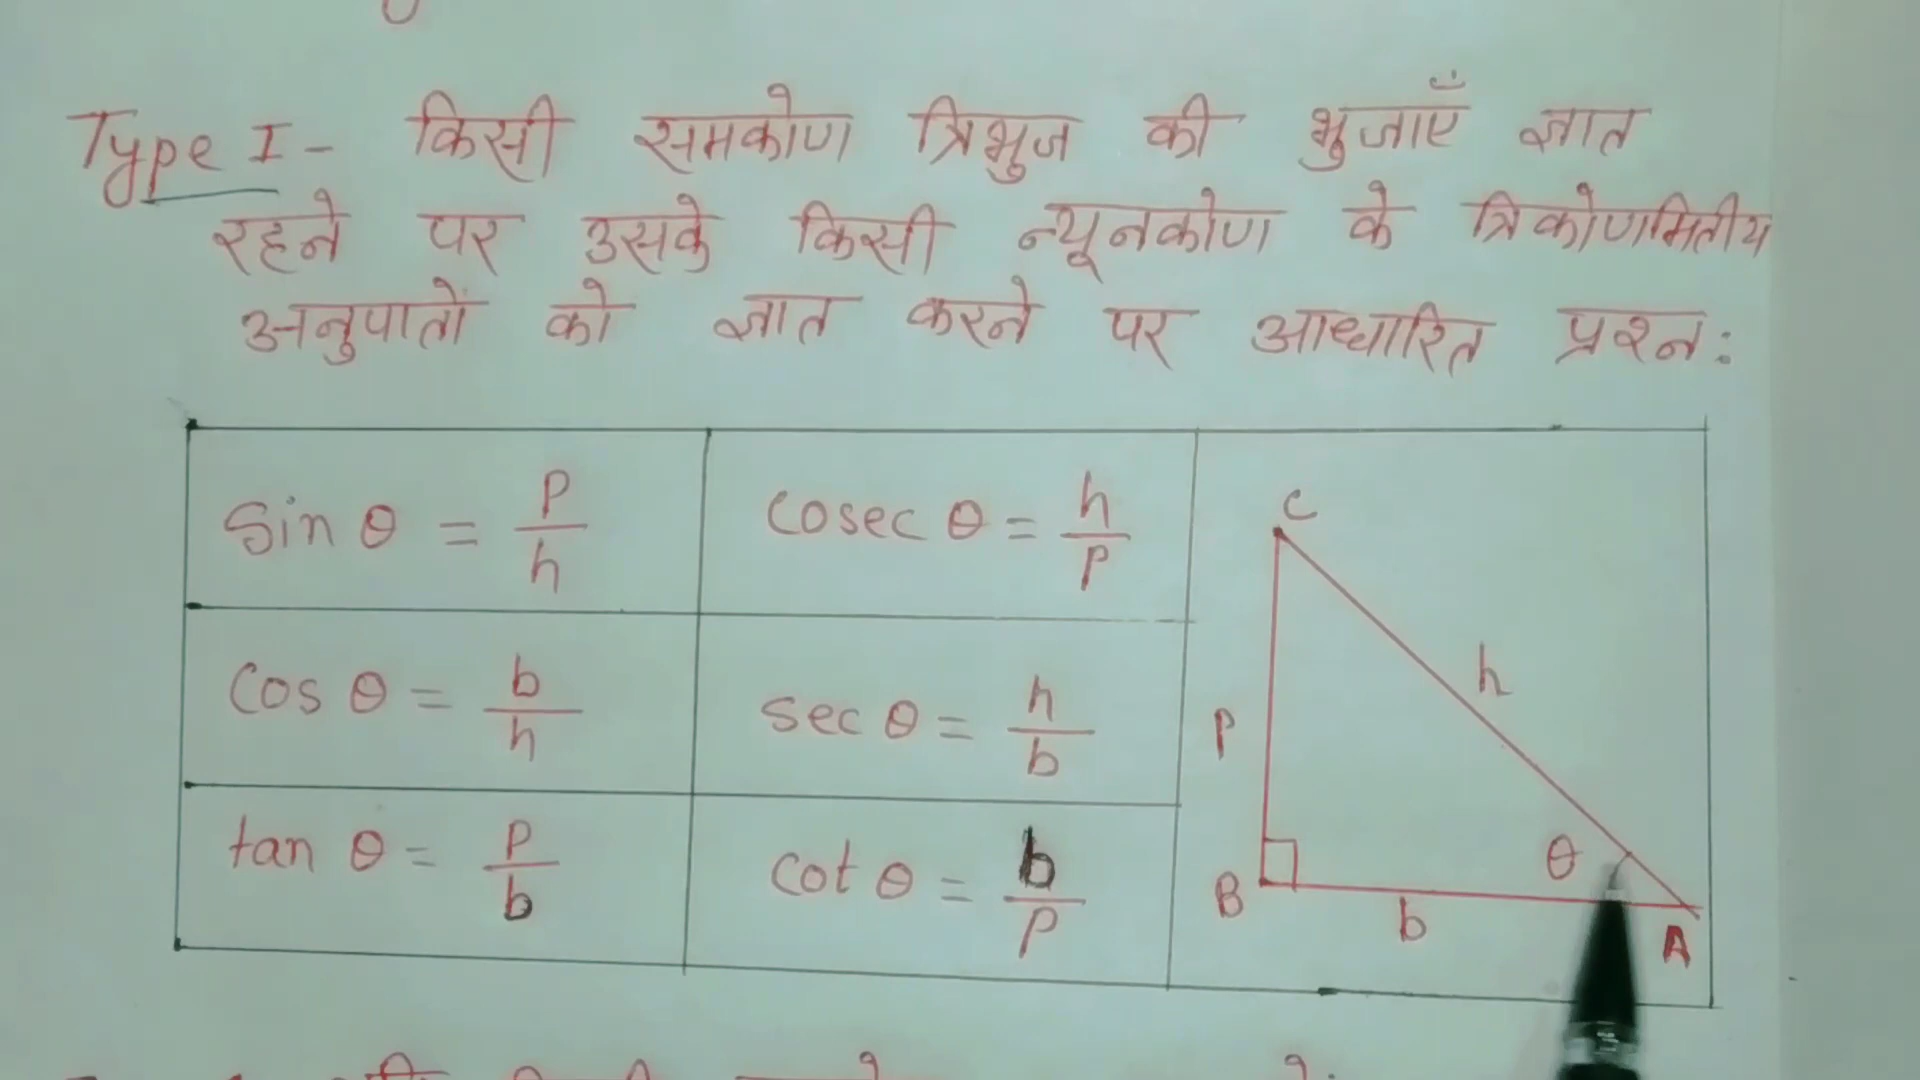 Type I - किसी समकोण त्रिभुज की भुजाएँ ज्ञात
रहने पर उसके किसी न्यूनकोण के त्रिकोणमितीय
अनुपातों को ज्ञात करने पर आधारित प्रश्न:
Sin θ = P/h
Cosec θ = h/P
Cos θ = b/h
Sec θ = h/b
tan θ = P/b
Cot θ = b/P
C
h
P
θ
B
b
A